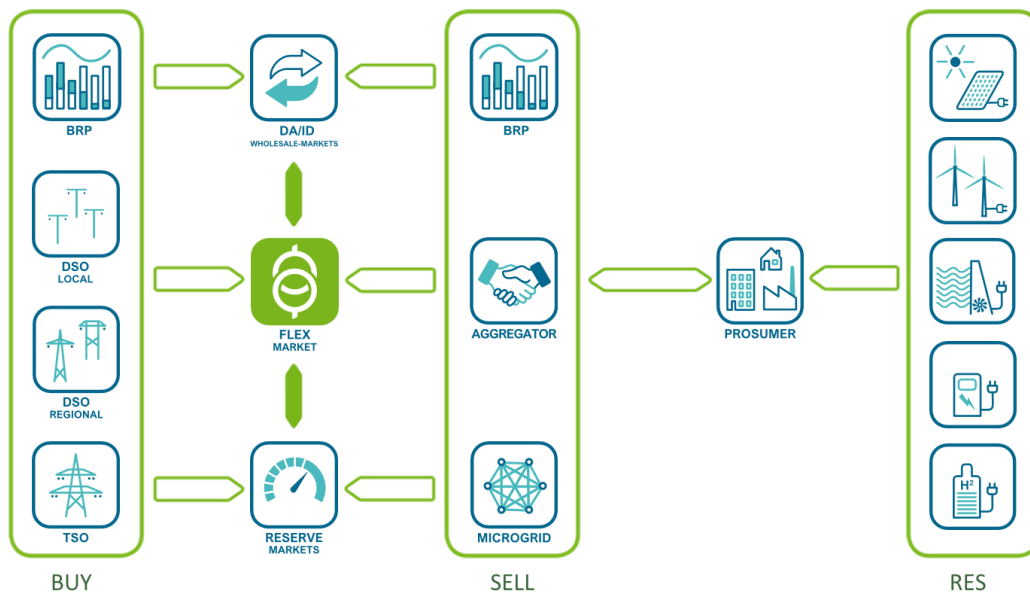 BRP
DSO
LOCAL
DSO
REGIONAL
TSO
BUY
DA/ID
WHOLESALE-MARKETS
FLEX
MARKET
RESERVE
MARKETS
BRP
AGGREGATOR
MICROGRID
SELL
PROSUMER
H²
RES